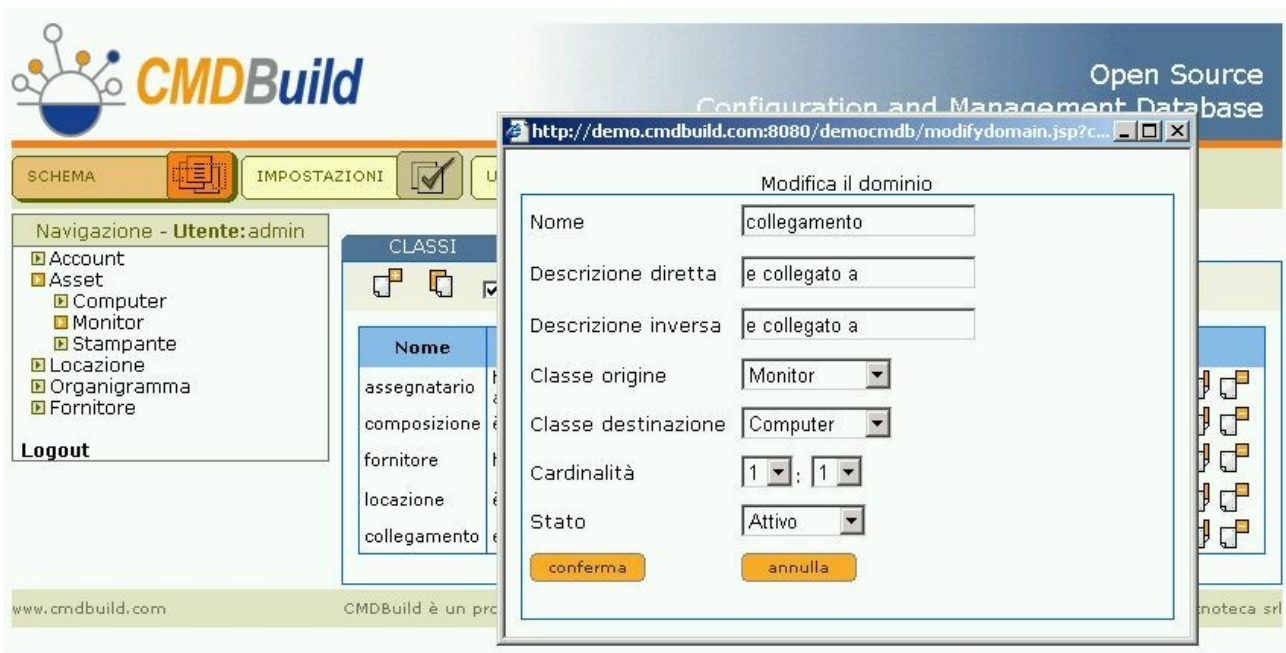 CMDBuild
Open Source
Configuration and Management Database
SCHEMA
IMPOSTAZIONI
U
Navigazione - Utente:admin
Account
Asset
Computer
Monitor
Stampante
Locazione
Organigramma
Fornitore
Logout
CLASSI
Nome
assegnatario
composizione è
fornitore
locazione è
collegamento e
http://demo.cmdbuild.com:8080/democmdb/modifydomain.jsp?c...
Modifica il dominio
Nome collegamento
Descrizione diretta e collegato a
Descrizione inversa e collegato a
Classe origine Monitor
Classe destinazione Computer
Cardinalità 1 : 1
Stato Attivo
conferma annulla
www.cmdbuild.com
CMDBuild è un pro
cnoteca srl